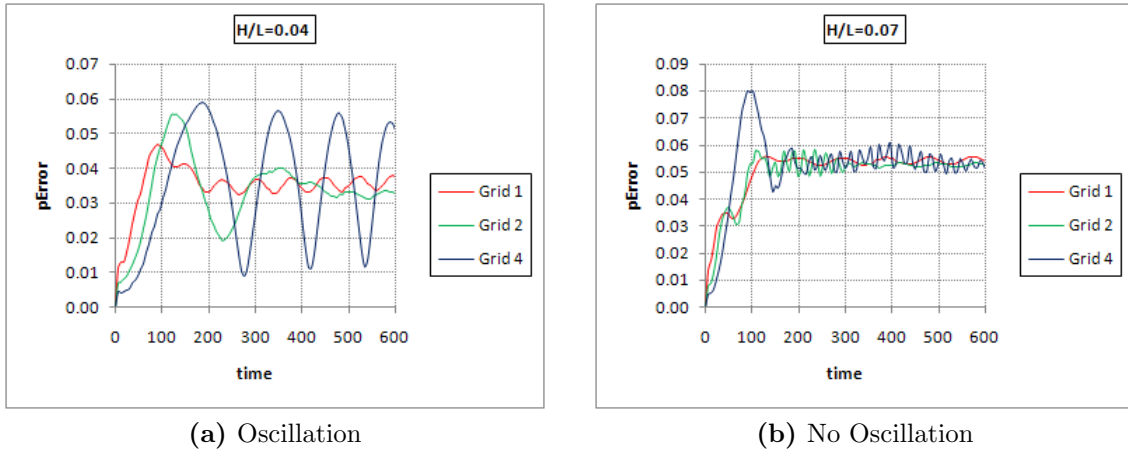 H/L=0.04
0.07
0.06
0.05
0.04
0.03
0.02
0.01
0.00
pError
0 100 200 300 400 500 600
time
Grid 1
Grid 2
Grid 4
(a) Oscillation
H/L=0.07
0.09
0.08
0.07
0.06
0.05
0.04
0.03
0.02
0.01
0.00
pError
0 100 200 300 400 500 600
time
Grid 1
Grid 2
Grid 4
(b) No Oscillation